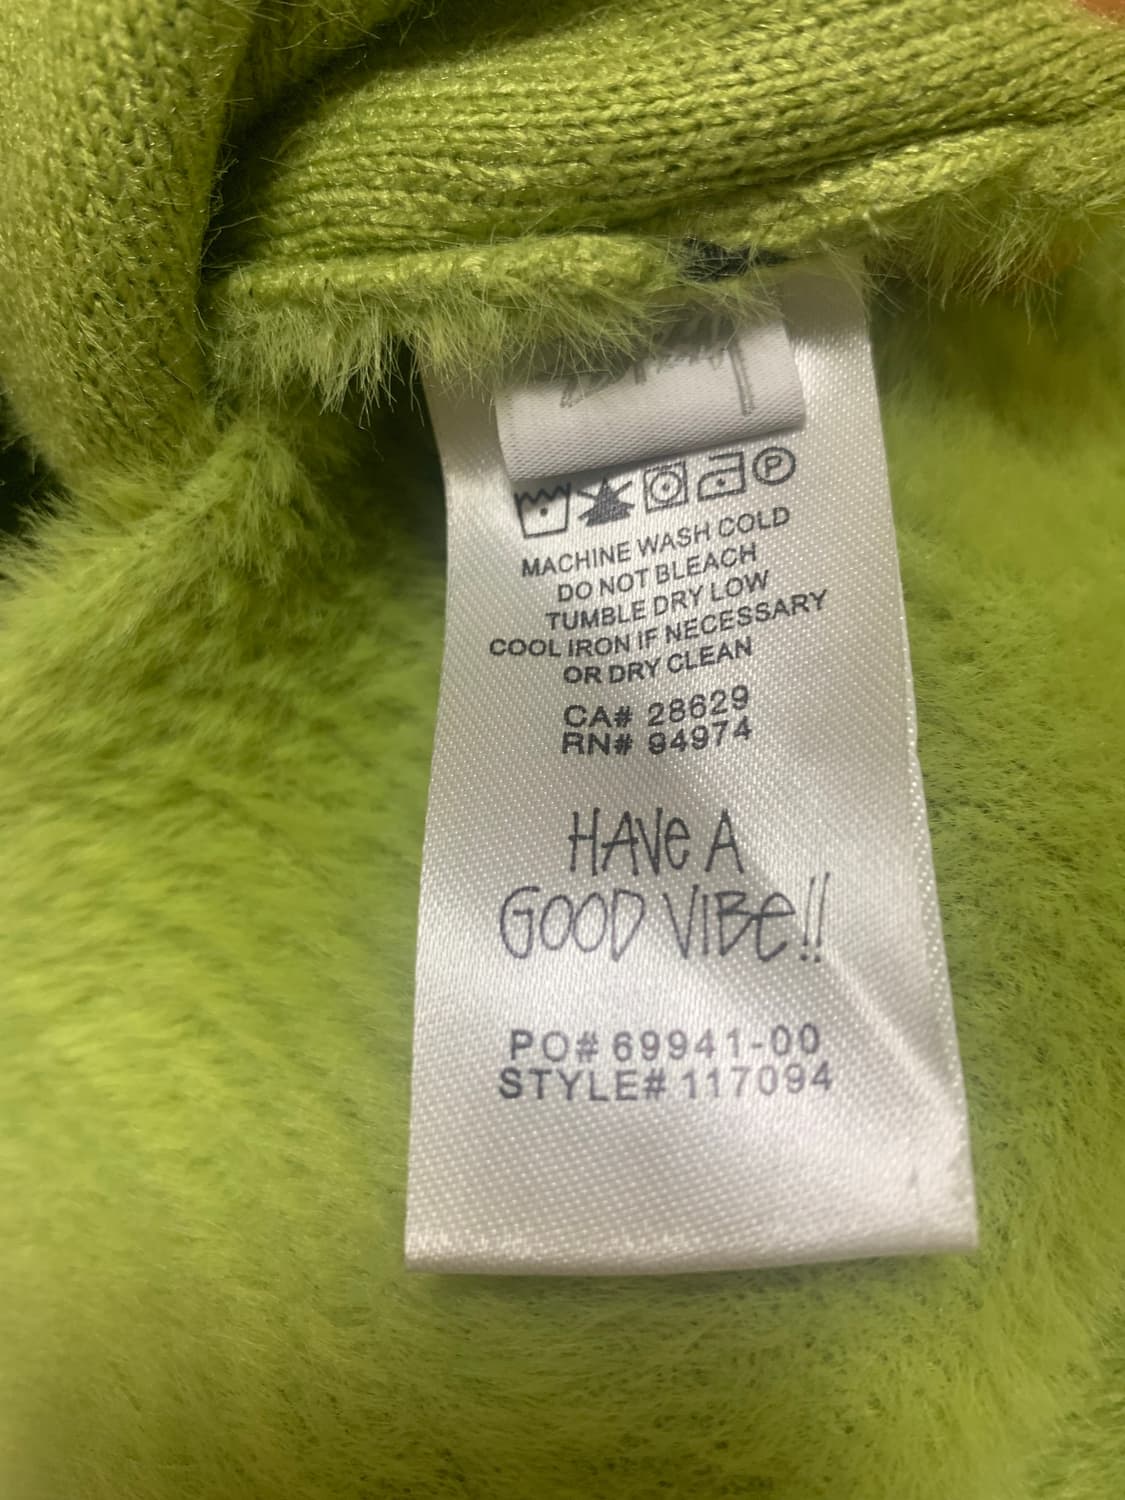 P
MACHINE WASH COLD
DO NOT BLEACH
TUMBLE DRY LOW
COOL IRON IF NECESSARY
OR DRY CLEAN
CA# 28629
RN# 94974
HAVe A
GOOD VIBe!!
PO# 69941-00
STYLE# 117094